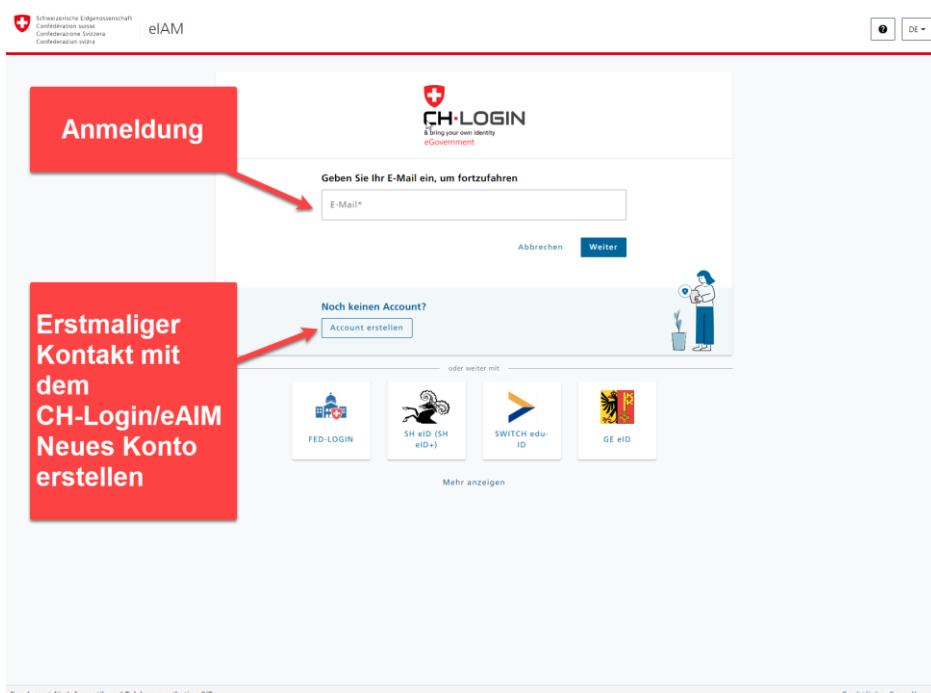 Schweizerische Eidgenossenschaft
Confédération suisse
Confederazione Svizzera
Confederaziun svizra
eIAM
DE
Anmeldung
CH·LOGIN
& bring your own identity
eGovernment
Geben Sie Ihr E-Mail ein, um fortzufahren
E-Mail*
Abbrechen
Weiter
Erstmaliger
Kontakt mit
dem
CH-Login/eAIM
Neues Konto
erstellen
Noch keinen Account?
Account erstellen
oder weiter mit
FED-LOGIN
SH eID (SH
eID+)
SWITCH edu-
ID
GE eID
Mehr anzeigen